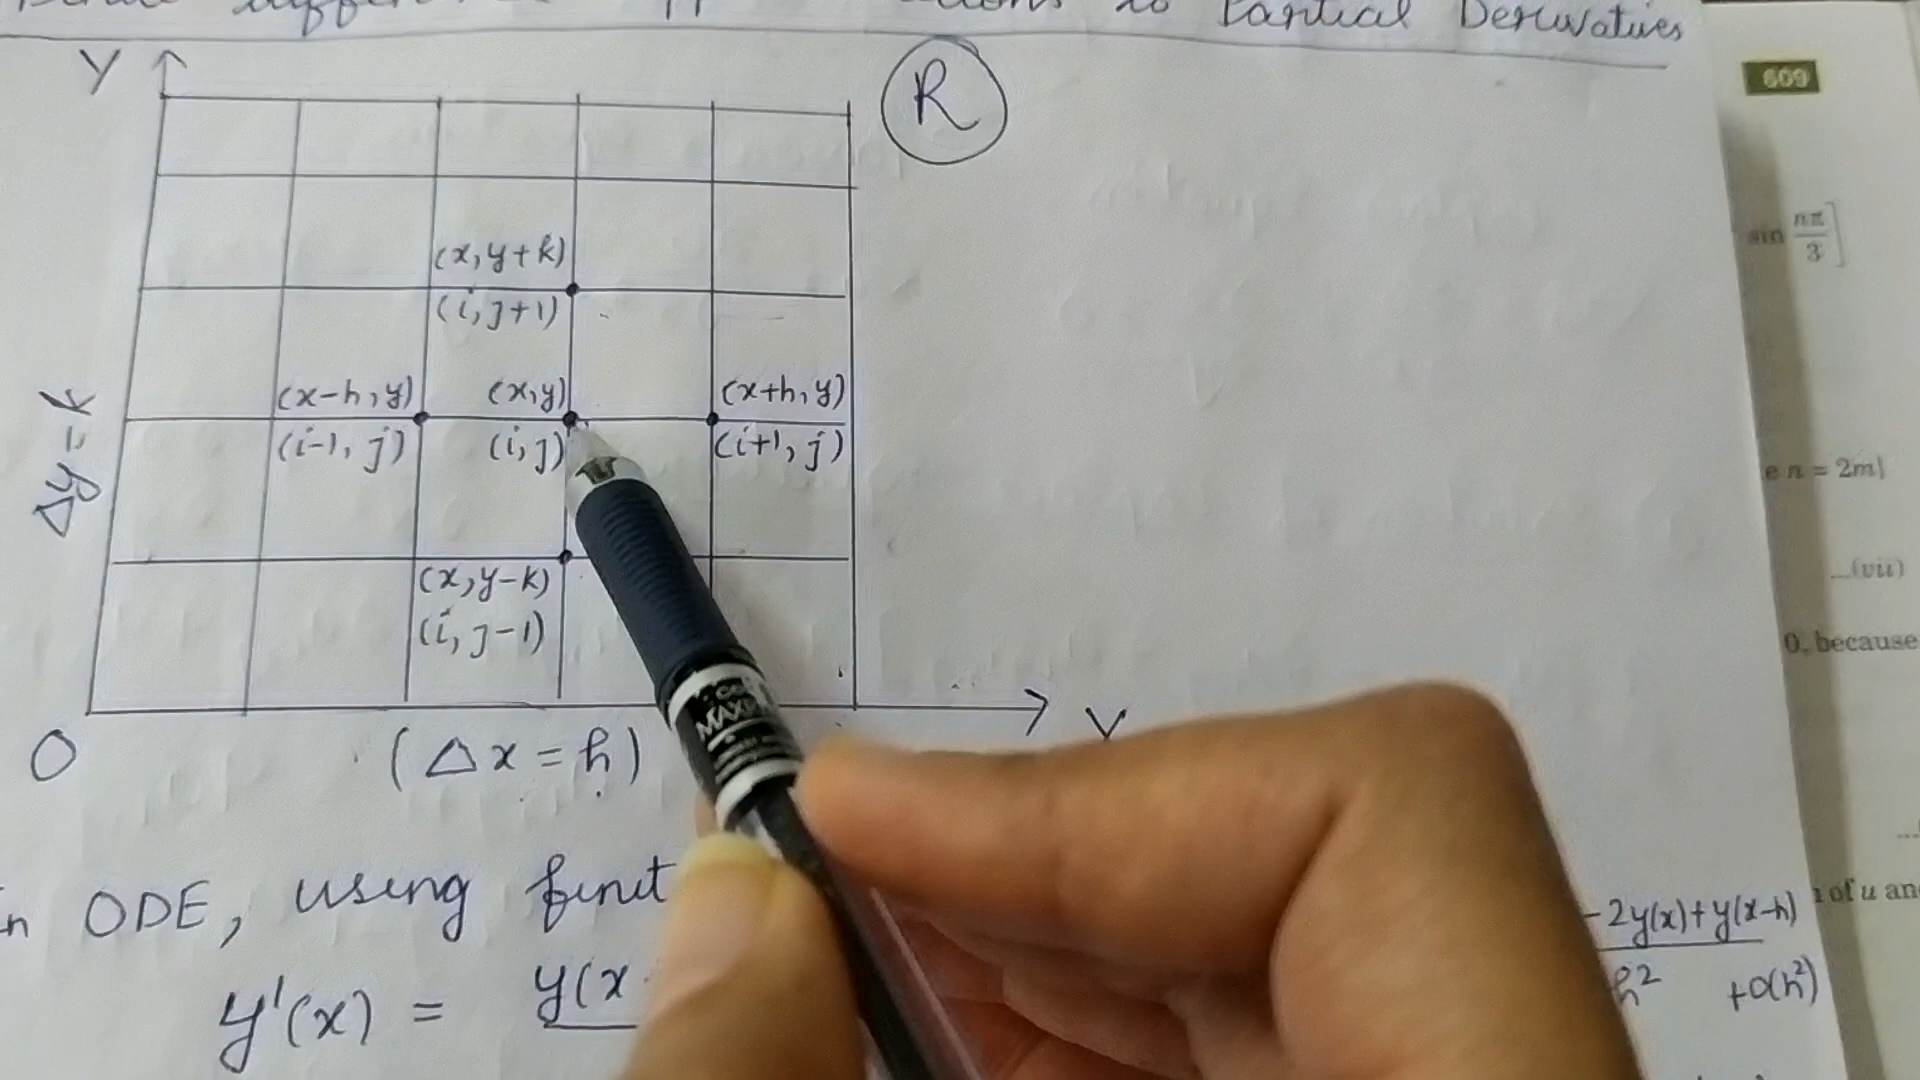 to Partial Derivatives
Y
R
609
sin nπ/3 ]
(x, y+k)
(i, j+1)
(x-h, y) (x, y) (x+h, y)
(i-1, j) (i, j) (i+1, j)
Δy = k
e n = 2m]
(x, y-k)
...(vii)
(i, j-1)
0, because
O
(Δx = h)
n ODE, using finit
of u an
y'(x) = y(x
- 2y(x)+y(x-h)
h² +O(h²)